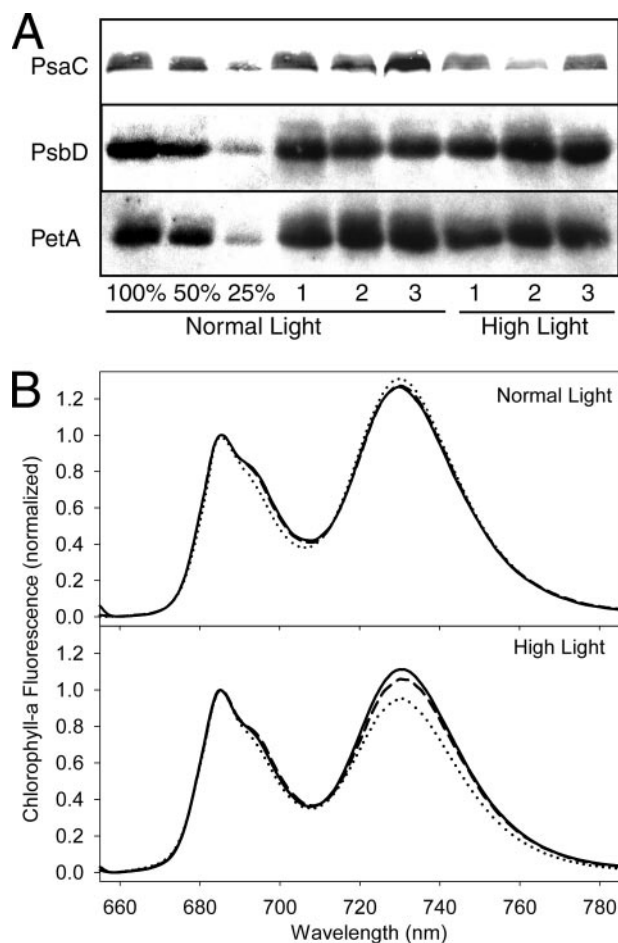 A
PsaC
PsbD
PetA
100% 50% 25% 1 2 3 1 2 3
Normal Light High Light
B
Normal Light
1.2
1.0
0.8
0.6
0.4
0.2
0.0
High Light
1.2
1.0
0.8
0.6
0.4
0.2
0.0
Chlorophyll-a Fluorescence (normalized)
660 680 700 720 740 760 780
Wavelength (nm)